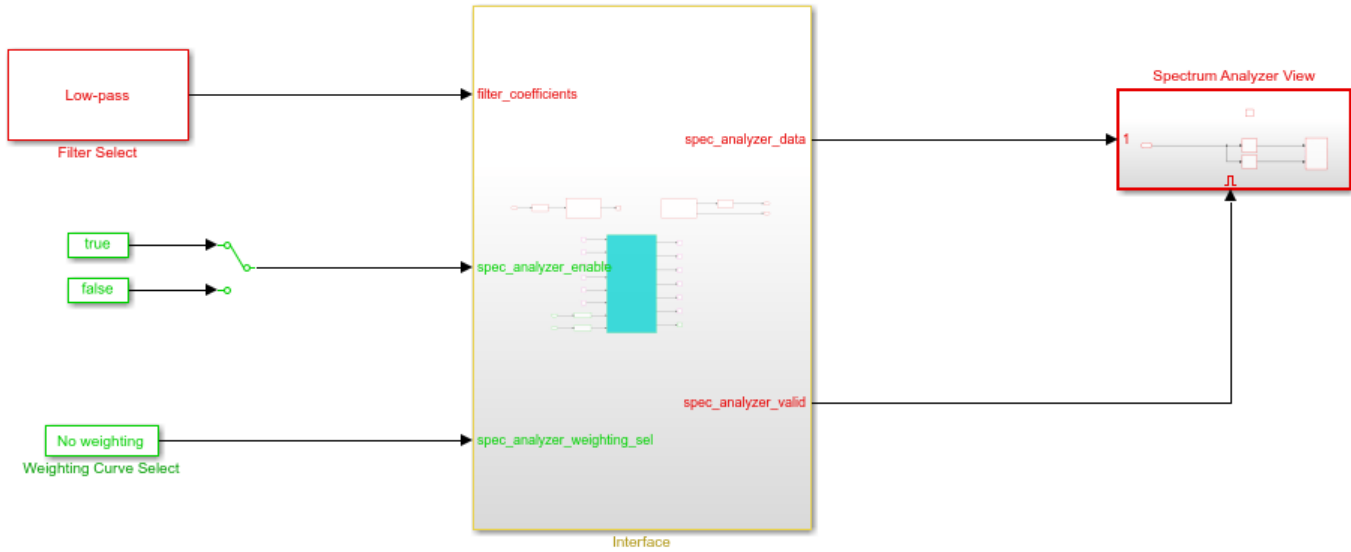 Low-pass
Filter Select
true
false
No weighting
Weighting Curve Select
filter_coefficients
spec_analyzer_enable
spec_analyzer_weighting_sel
spec_analyzer_data
spec_analyzer_valid
Interface
Spectrum Analyzer View
1